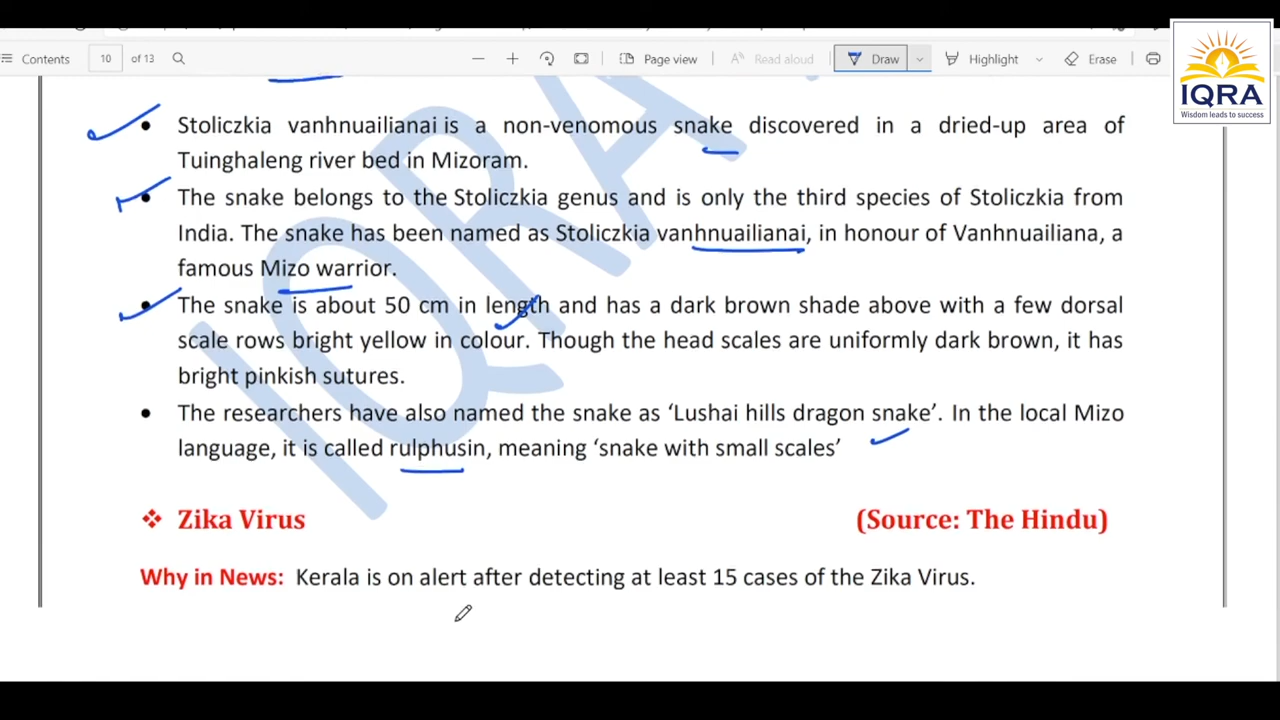 Contents
10 of 13
Page view
Read aloud
Draw
Highlight
Erase
IQRA
Wisdom leads to success
• Stoliczkia vanhnuailianai is a non-venomous snake discovered in a dried-up area of
Tuinghaleng river bed in Mizoram.
• The snake belongs to the Stoliczkia genus and is only the third species of Stoliczkia from
India. The snake has been named as Stoliczkia vanhnuailianai, in honour of Vanhnuailiana, a
famous Mizo warrior.
• The snake is about 50 cm in length and has a dark brown shade above with a few dorsal
scale rows bright yellow in colour. Though the head scales are uniformly dark brown, it has
bright pinkish sutures.
• The researchers have also named the snake as ‘Lushai hills dragon snake’. In the local Mizo
language, it is called rulphusin, meaning ‘snake with small scales’
❖ Zika Virus (Source: The Hindu)
Why in News: Kerala is on alert after detecting at least 15 cases of the Zika Virus.
IQRA